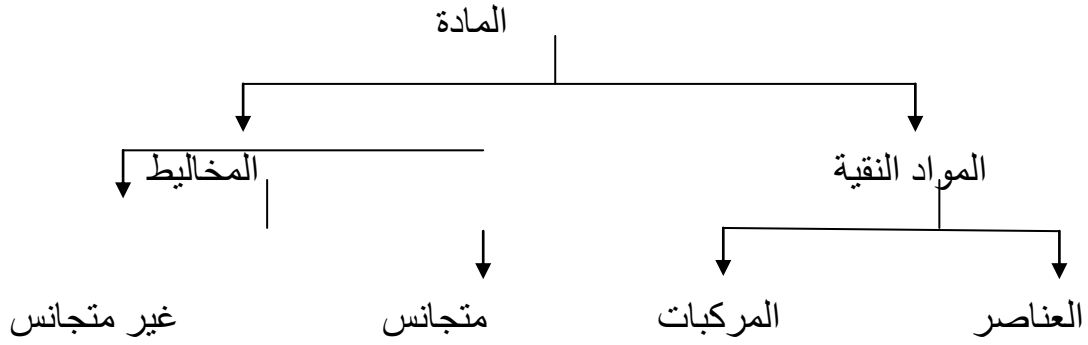 المادة
المواد النقية المخاليط
العناصر المركبات متجانس غير متجانس